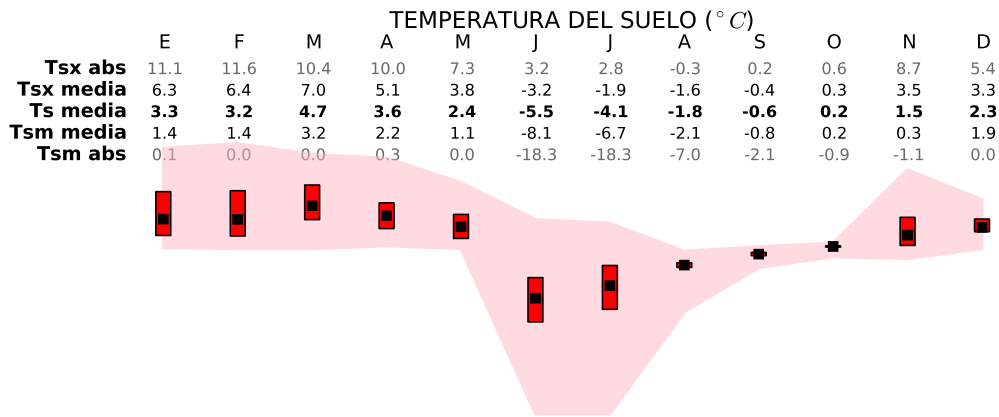 TEMPERATURA DEL SUELO (°C)
E F M A M J J A S O N D
Tsx abs 11.1 11.6 10.4 10.0 7.3 3.2 2.8 -0.3 0.2 0.6 8.7 5.4
Tsx media 6.3 6.4 7.0 5.1 3.8 -3.2 -1.9 -1.6 -0.4 0.3 3.5 3.3
Ts media 3.3 3.2 4.7 3.6 2.4 -5.5 -4.1 -1.8 -0.6 0.2 1.5 2.3
Tsm media 1.4 1.4 3.2 2.2 1.1 -8.1 -6.7 -2.1 -0.8 0.2 0.3 1.9
Tsm abs 0.1 0.0 0.0 0.3 0.0 -18.3 -18.3 -7.0 -2.1 -0.9 -1.1 0.0